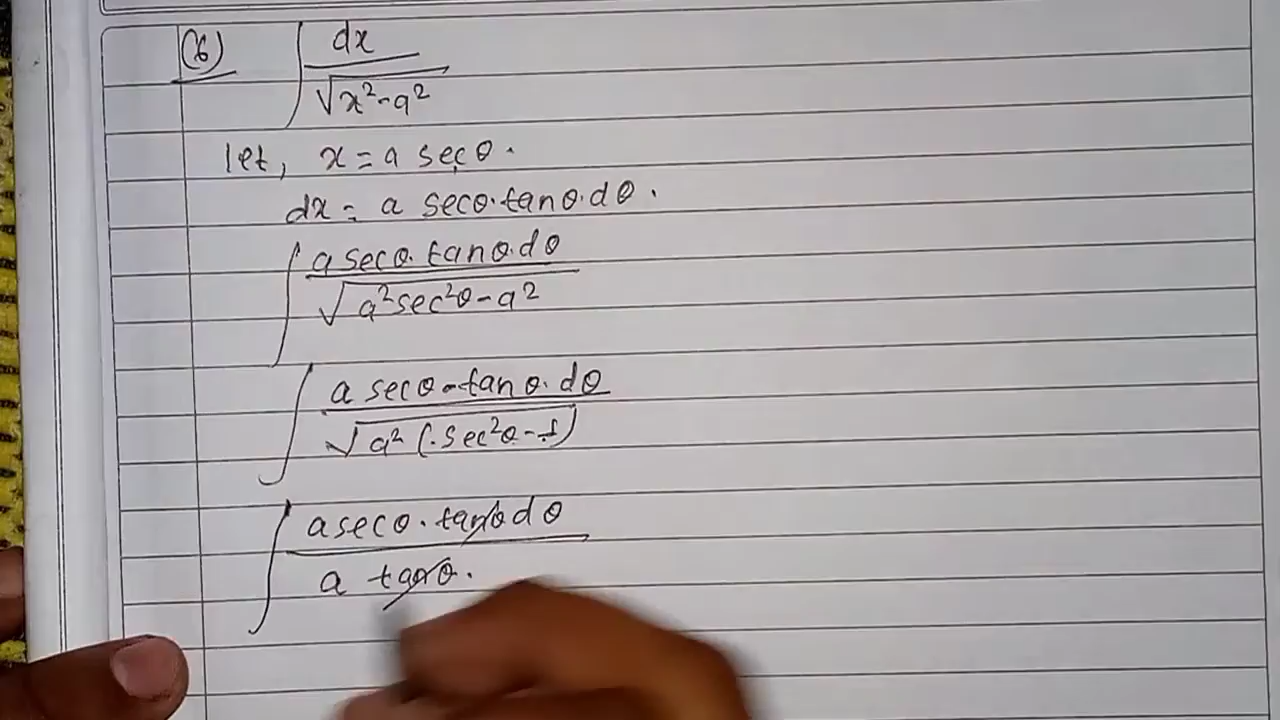 (6) ∫ dx / √x²-a²
let, x = a secθ.
dx = a secθ.tanθ.dθ.
∫ a secθ.tanθ.dθ / √a²sec²θ-a²
∫ a secθ-tanθ.dθ / √a²(.sec²θ-1)
∫ a secθ.tanθ dθ / a tanθ.